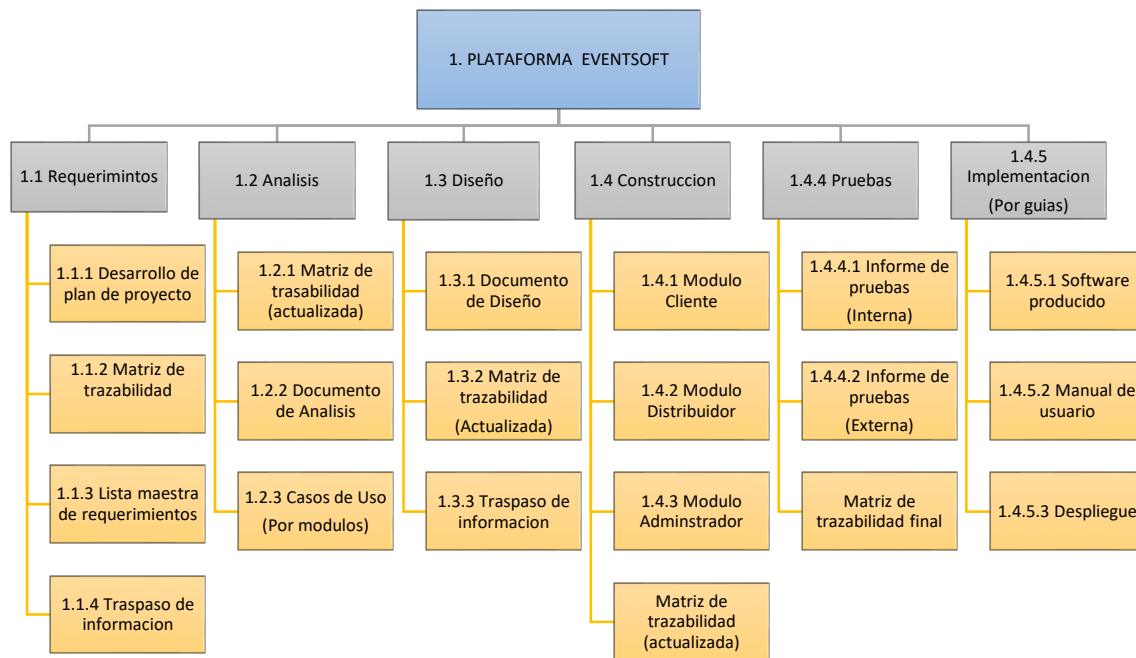 1. PLATAFORMA EVENTSOFT
1.1 Requerimintos
1.2 Analisis
1.3 Diseño
1.4 Construccion
1.4.4 Pruebas
1.4.5
Implementacion
(Por guias)
1.1.1 Desarrollo de
plan de proyecto
1.1.2 Matriz de
trazabilidad
1.1.3 Lista maestra
de requerimientos
1.1.4 Traspaso de
informacion
1.2.1 Matriz de
trasabilidad
(actualizada)
1.2.2 Documento
de Analisis
1.2.3 Casos de Uso
(Por modulos)
1.3.1 Documento
de Diseño
1.3.2 Matriz de
trazabilidad
(Actualizada)
1.3.3 Traspaso de
informacion
1.4.1 Modulo
Cliente
1.4.2 Modulo
Distribuidor
1.4.3 Modulo
Adminstrador
Matriz de
trazabilidad
(actualizada)
1.4.4.1 Informe de
pruebas
(Interna)
1.4.4.2 Informe de
pruebas
(Externa)
Matriz de
trazabilidad final
1.4.5.1 Software
producido
1.4.5.2 Manual de
usuario
1.4.5.3 Despliegue